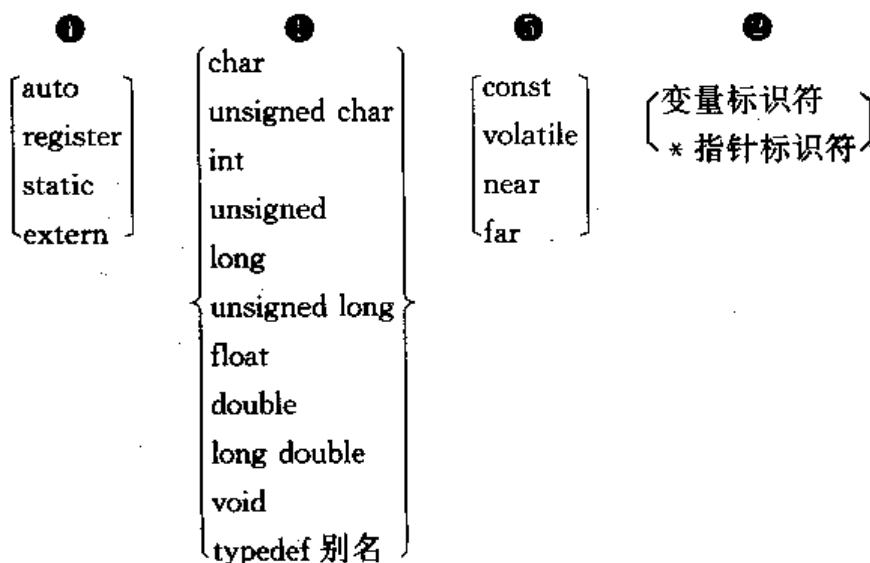 ❷
auto
register
static
extern
char
unsigned char
int
unsigned
long
unsigned long
float
double
long double
void
typedef 别名
const
volatile
near
far
变量标识符
* 指针标识符